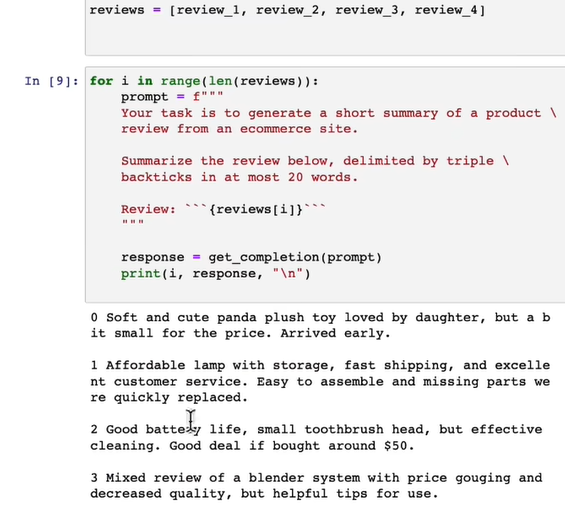 reviews = [review_1, review_2, review_3, review_4]
In [9]: for i in range(len(reviews)):
    prompt = f"""
    Your task is to generate a short summary of a product \
    review from an ecommerce site.

    Summarize the review below, delimited by triple \
    backticks in at most 20 words.

    Review: ```{reviews[i]}```
    """

    response = get_completion(prompt)
    print(i, response, "\n")
0 Soft and cute panda plush toy loved by daughter, but a b
it small for the price. Arrived early.

1 Affordable lamp with storage, fast shipping, and excelle
nt customer service. Easy to assemble and missing parts we
re quickly replaced.

2 Good battery life, small toothbrush head, but effective
cleaning. Good deal if bought around $50.

3 Mixed review of a blender system with price gouging and
decreased quality, but helpful tips for use.